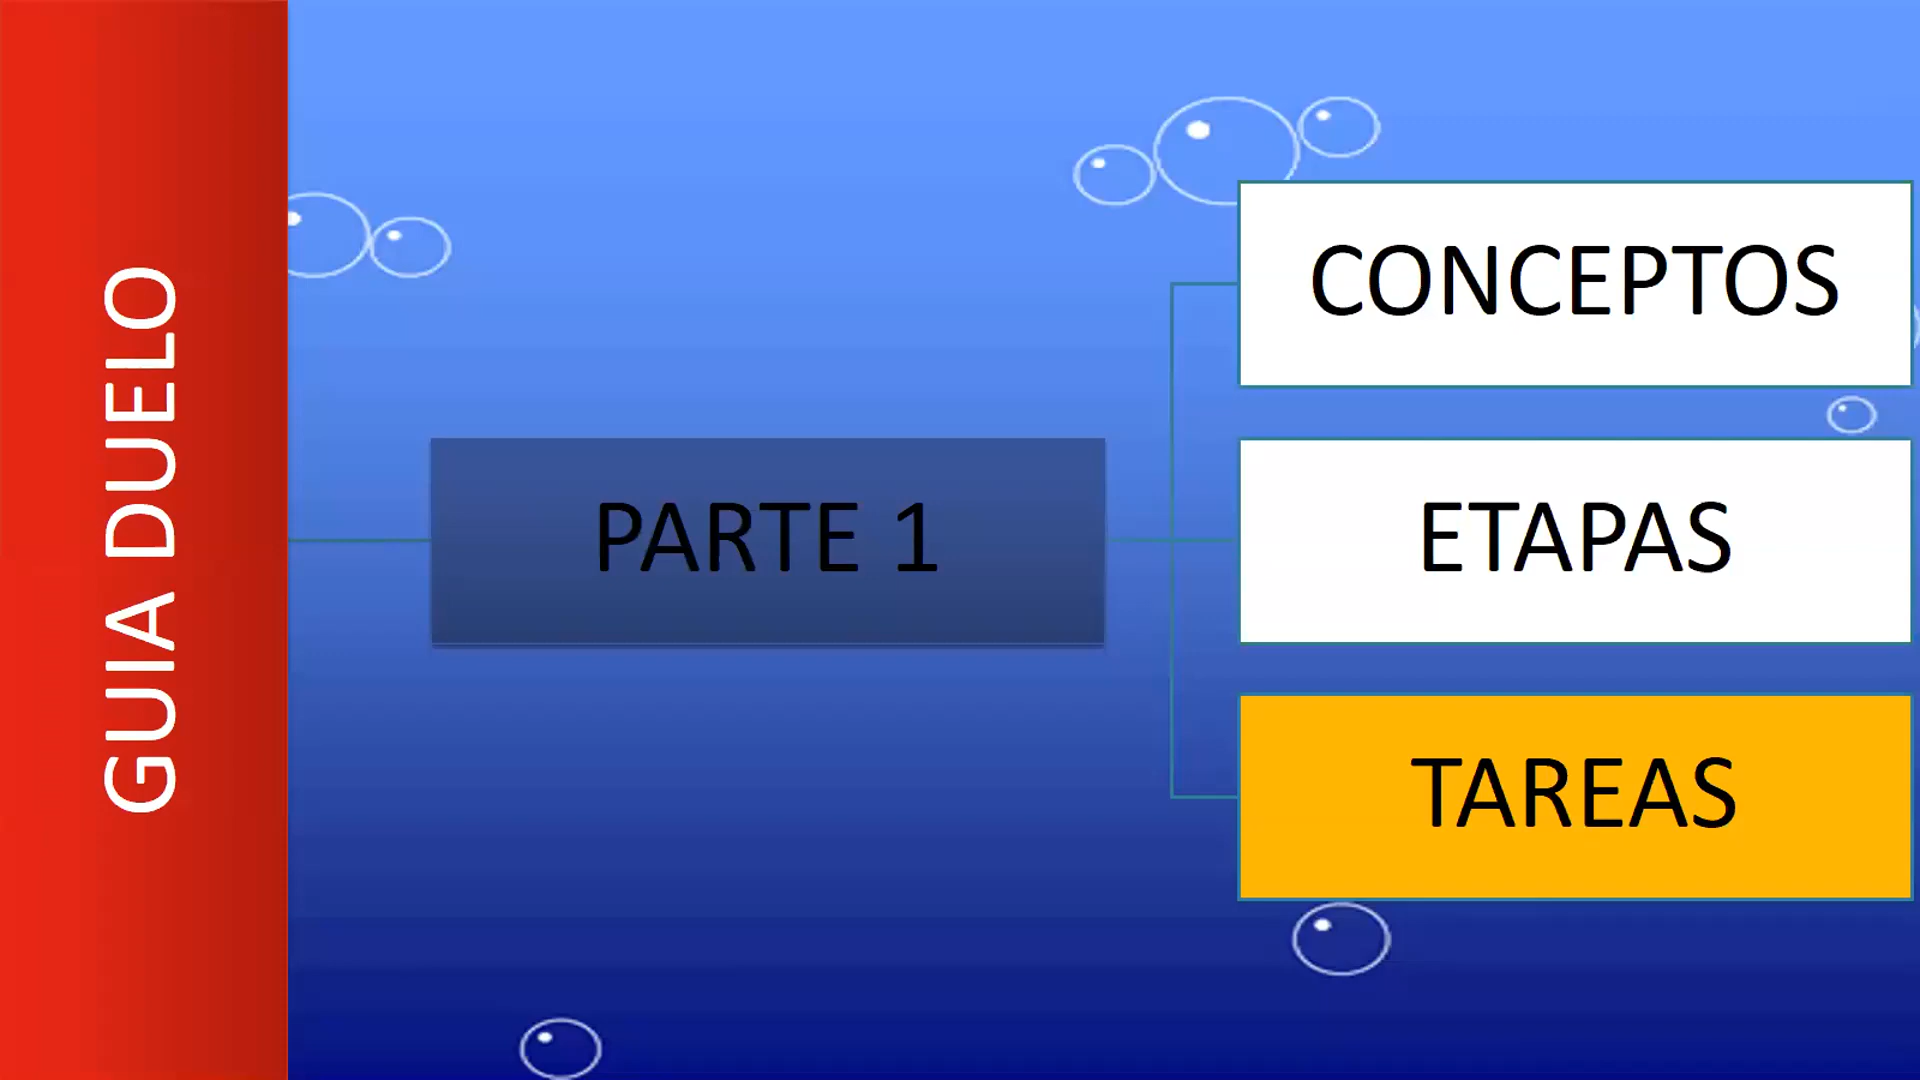 GUIA DUELO
PARTE 1
CONCEPTOS
ETAPAS
TAREAS